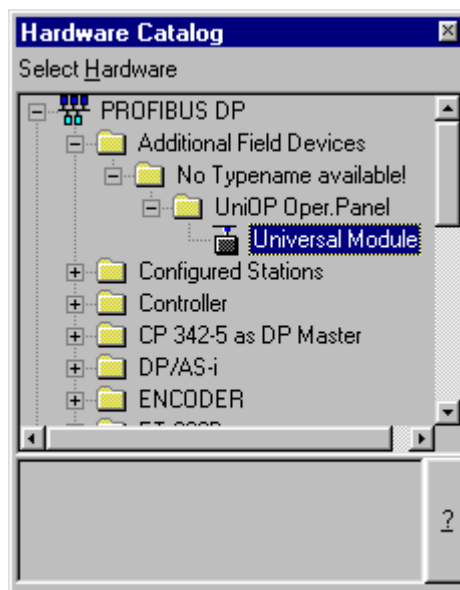 Hardware Catalog
Select Hardware
PROFIBUS DP
Additional Field Devices
No Typename available!
UniOP Oper.Panel
Universal Module
Configured Stations
Controller
CP 342-5 as DP Master
DP/AS-i
ENCODER
?